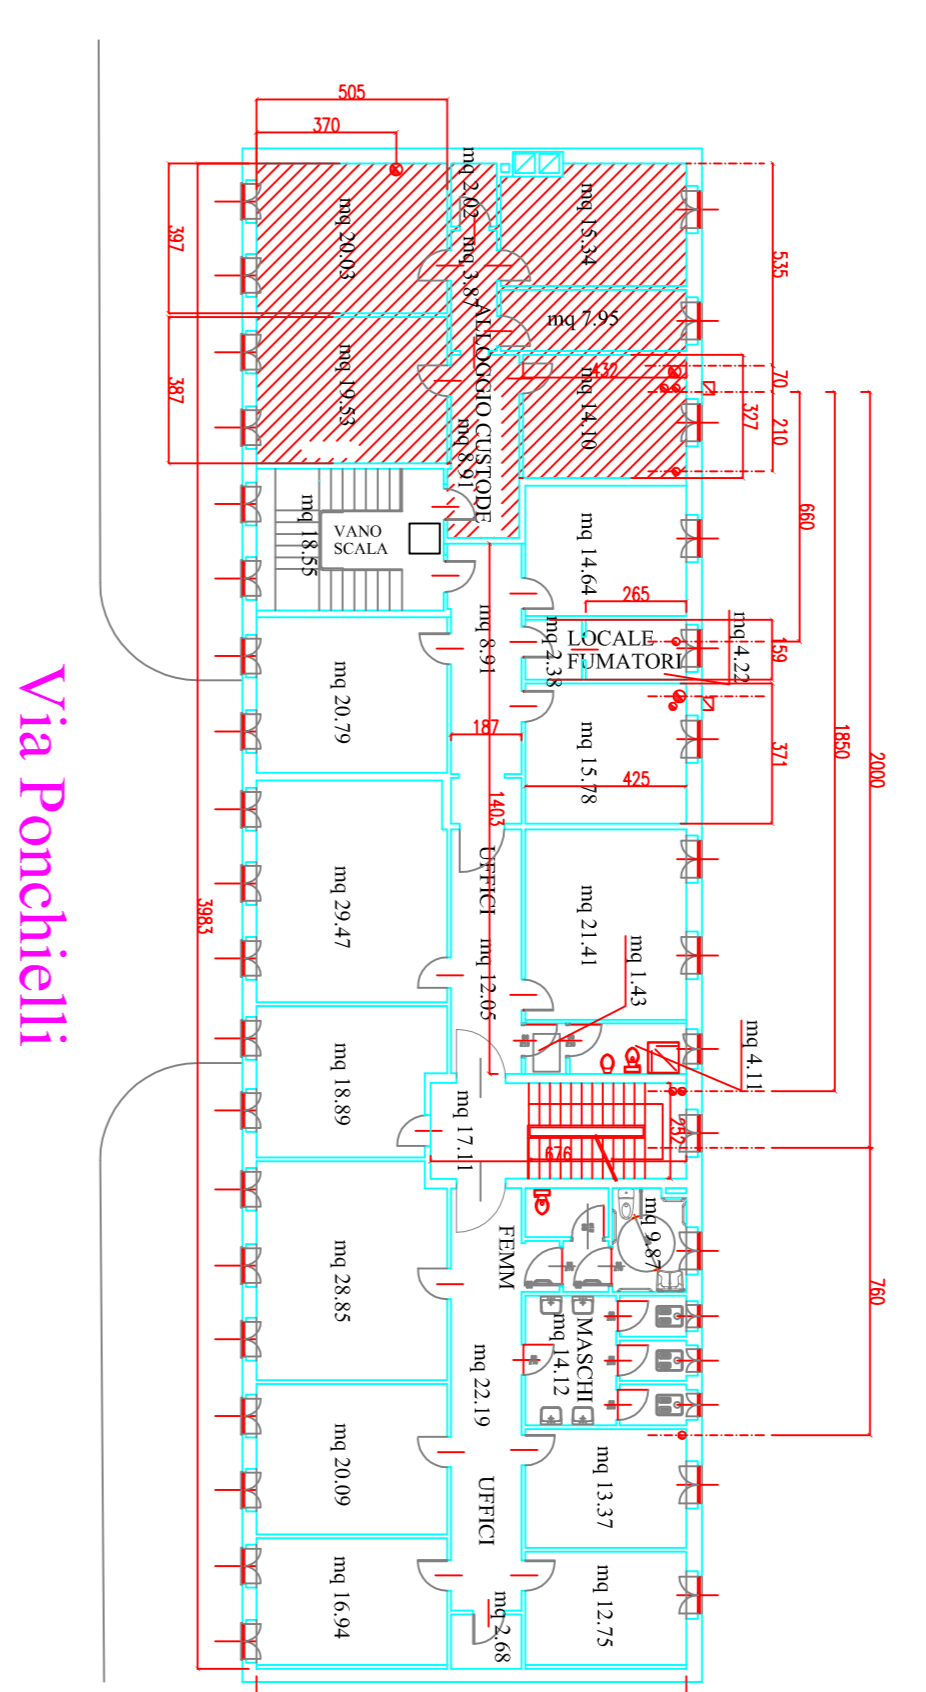 505
370
mq 2.02
mq 15.34
mq 20.03
397
mq 3.87
535
mq 7.95
ALLOGGIO CUSTODE
mq 19.53
387
432
mq 14.10
70
327
210
mq 8.91
mq 18.55
VANO
SCALA
mq 14.64
660
265
mq 8.91
mq 2.38
LOCALE
FUMATORI
mq 4.22
159
mq 20.79
187
mq 15.78
425
371
1850
2000
1403
UFFICI
mq 29.47
mq 21.41
3983
mq 12.05
mq 1.43
mq 4.11
mq 18.89
mq 17.11
252
676
FEMM
mq 9.87
mq 28.85
760
MASCHI
mq 14.12
mq 22.19
mq 20.09
mq 13.37
UFFICI
mq 16.94
mq 2.68
mq 12.75
Via Ponchielli